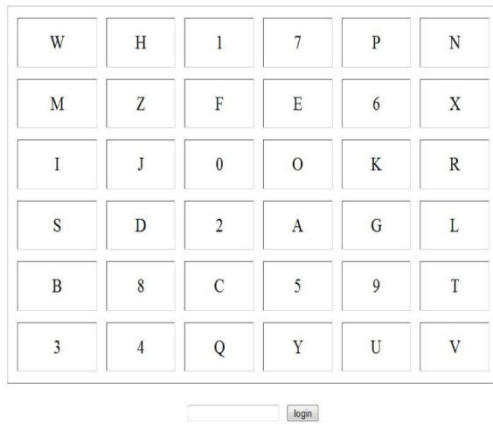 W H 1 7 P N
M Z F E 6 X
I J 0 O K R
S D 2 A G L
B 8 C 5 9 T
3 4 Q Y U V
login